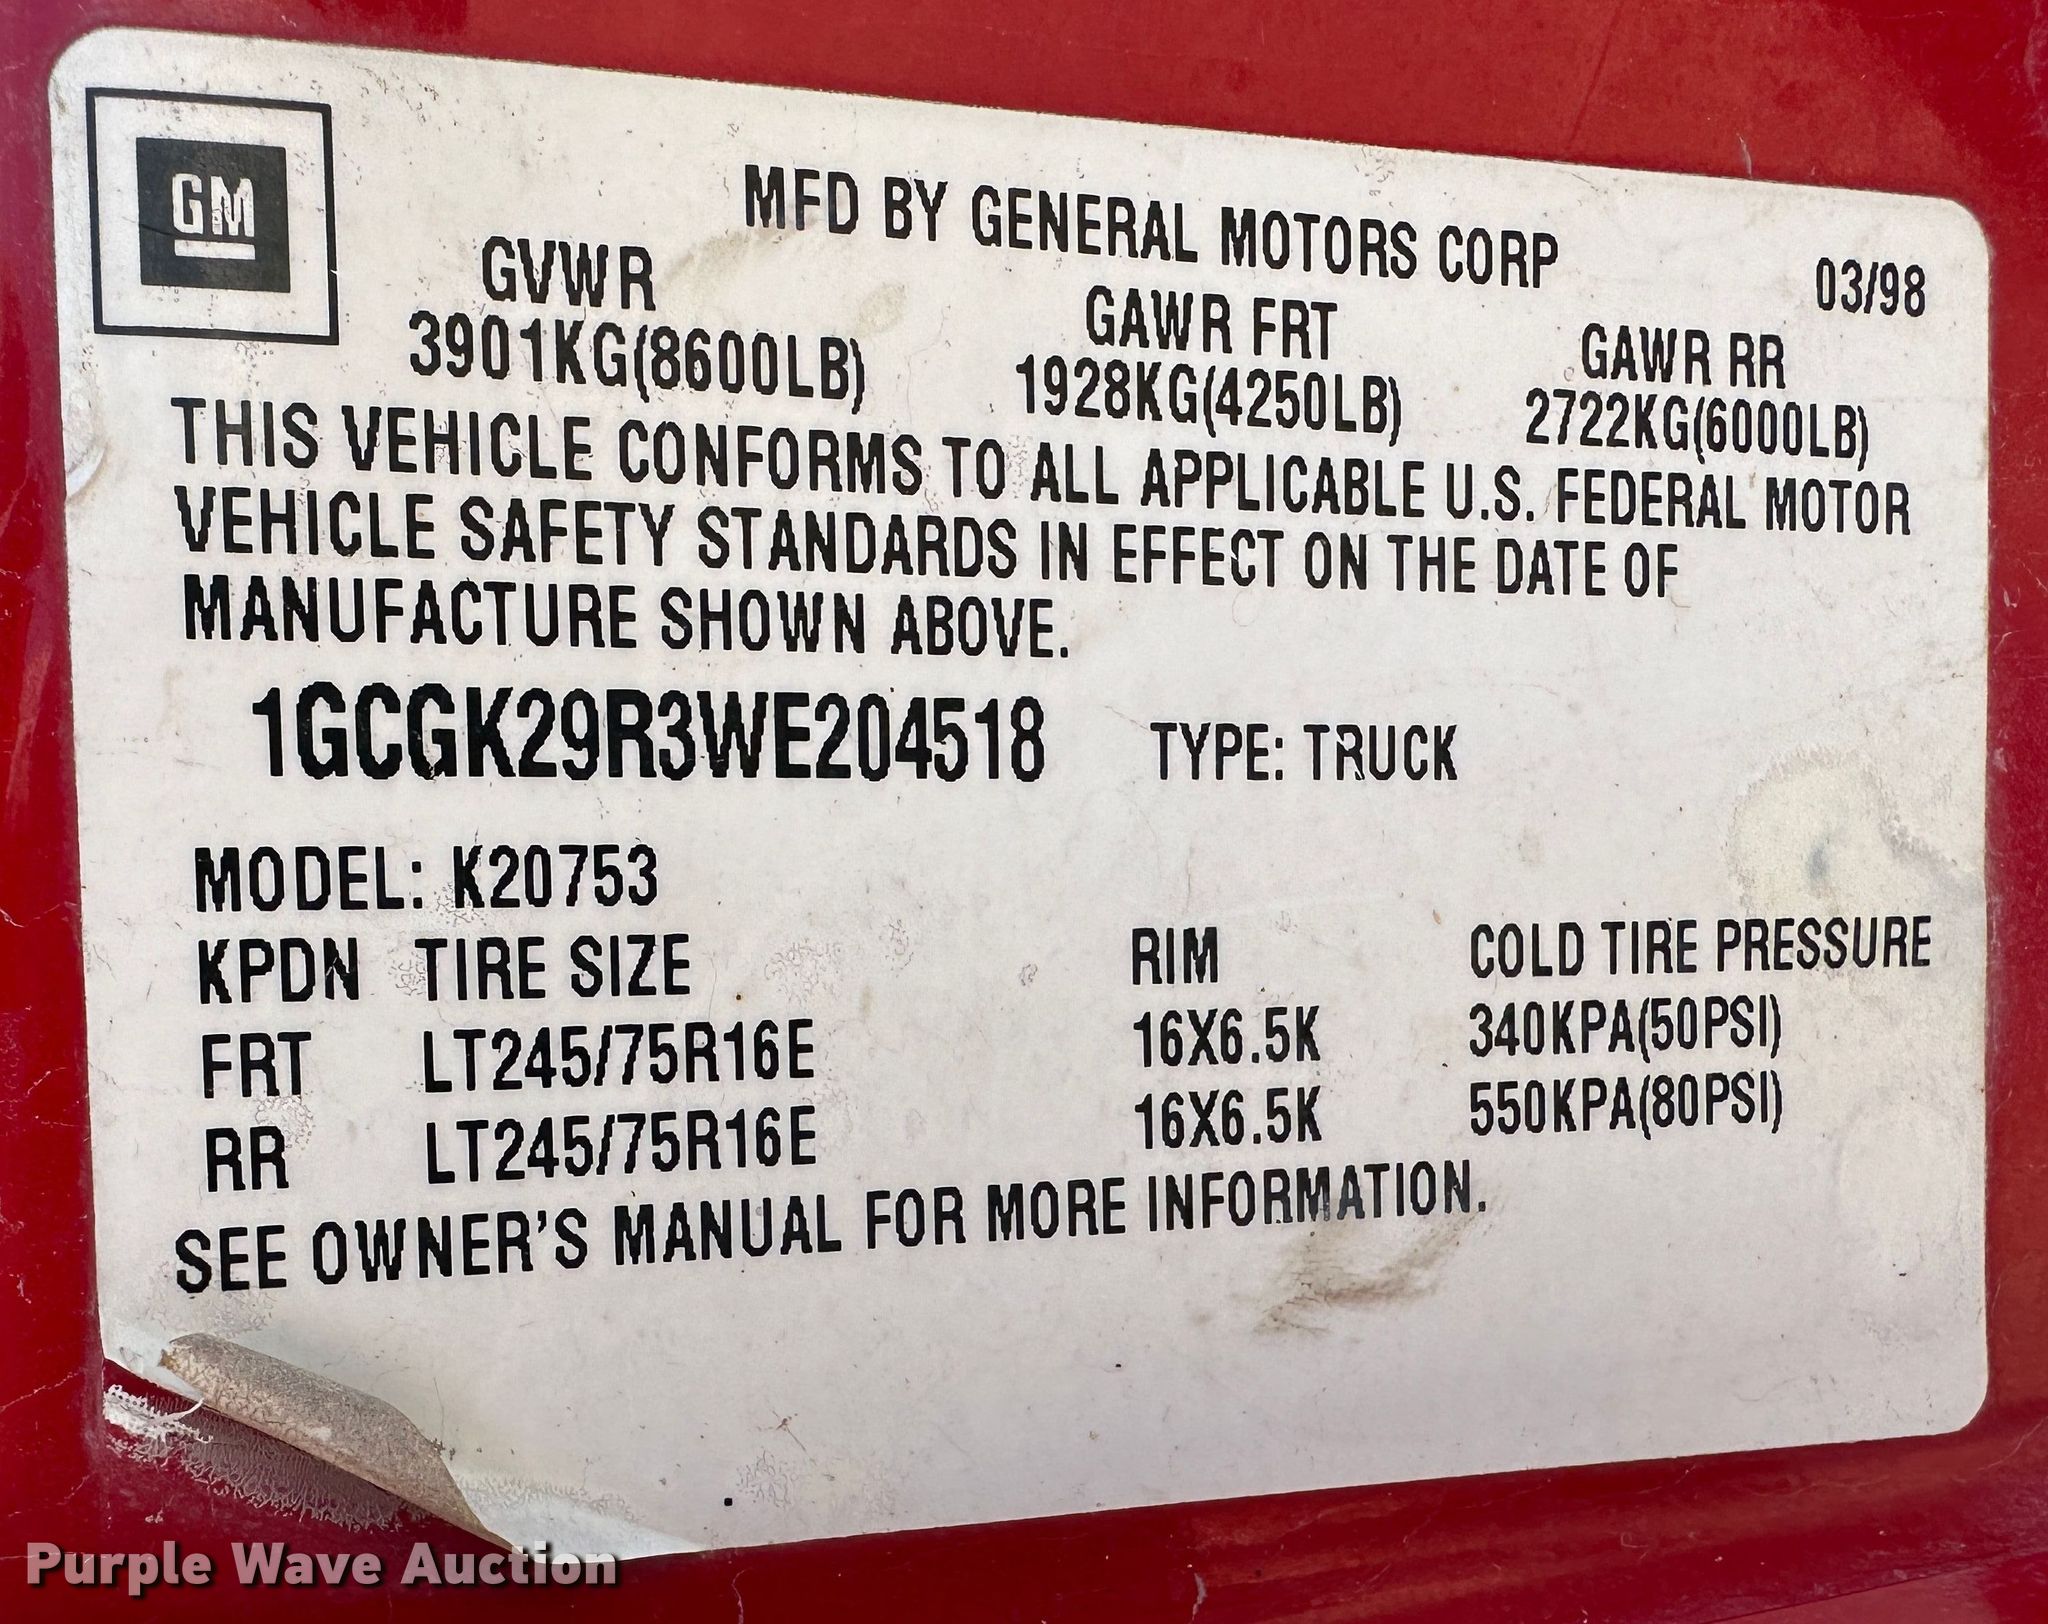 GM
MFD BY GENERAL MOTORS CORP
03/98
GVWR GAWR FRT GAWR RR
3901KG(8600LB) 1928KG(4250LB) 2722KG(6000LB)
THIS VEHICLE CONFORMS TO ALL APPLICABLE U.S. FEDERAL MOTOR
VEHICLE SAFETY STANDARDS IN EFFECT ON THE DATE OF
MANUFACTURE SHOWN ABOVE.
1GCGK29R3WE204518 TYPE: TRUCK
MODEL: K20753
KPDN TIRE SIZE RIM COLD TIRE PRESSURE
FRT LT245/75R16E 16X6.5K 340KPA(50PSI)
RR LT245/75R16E 16X6.5K 550KPA(80PSI)
SEE OWNER'S MANUAL FOR MORE INFORMATION.
Purple Wave Auction